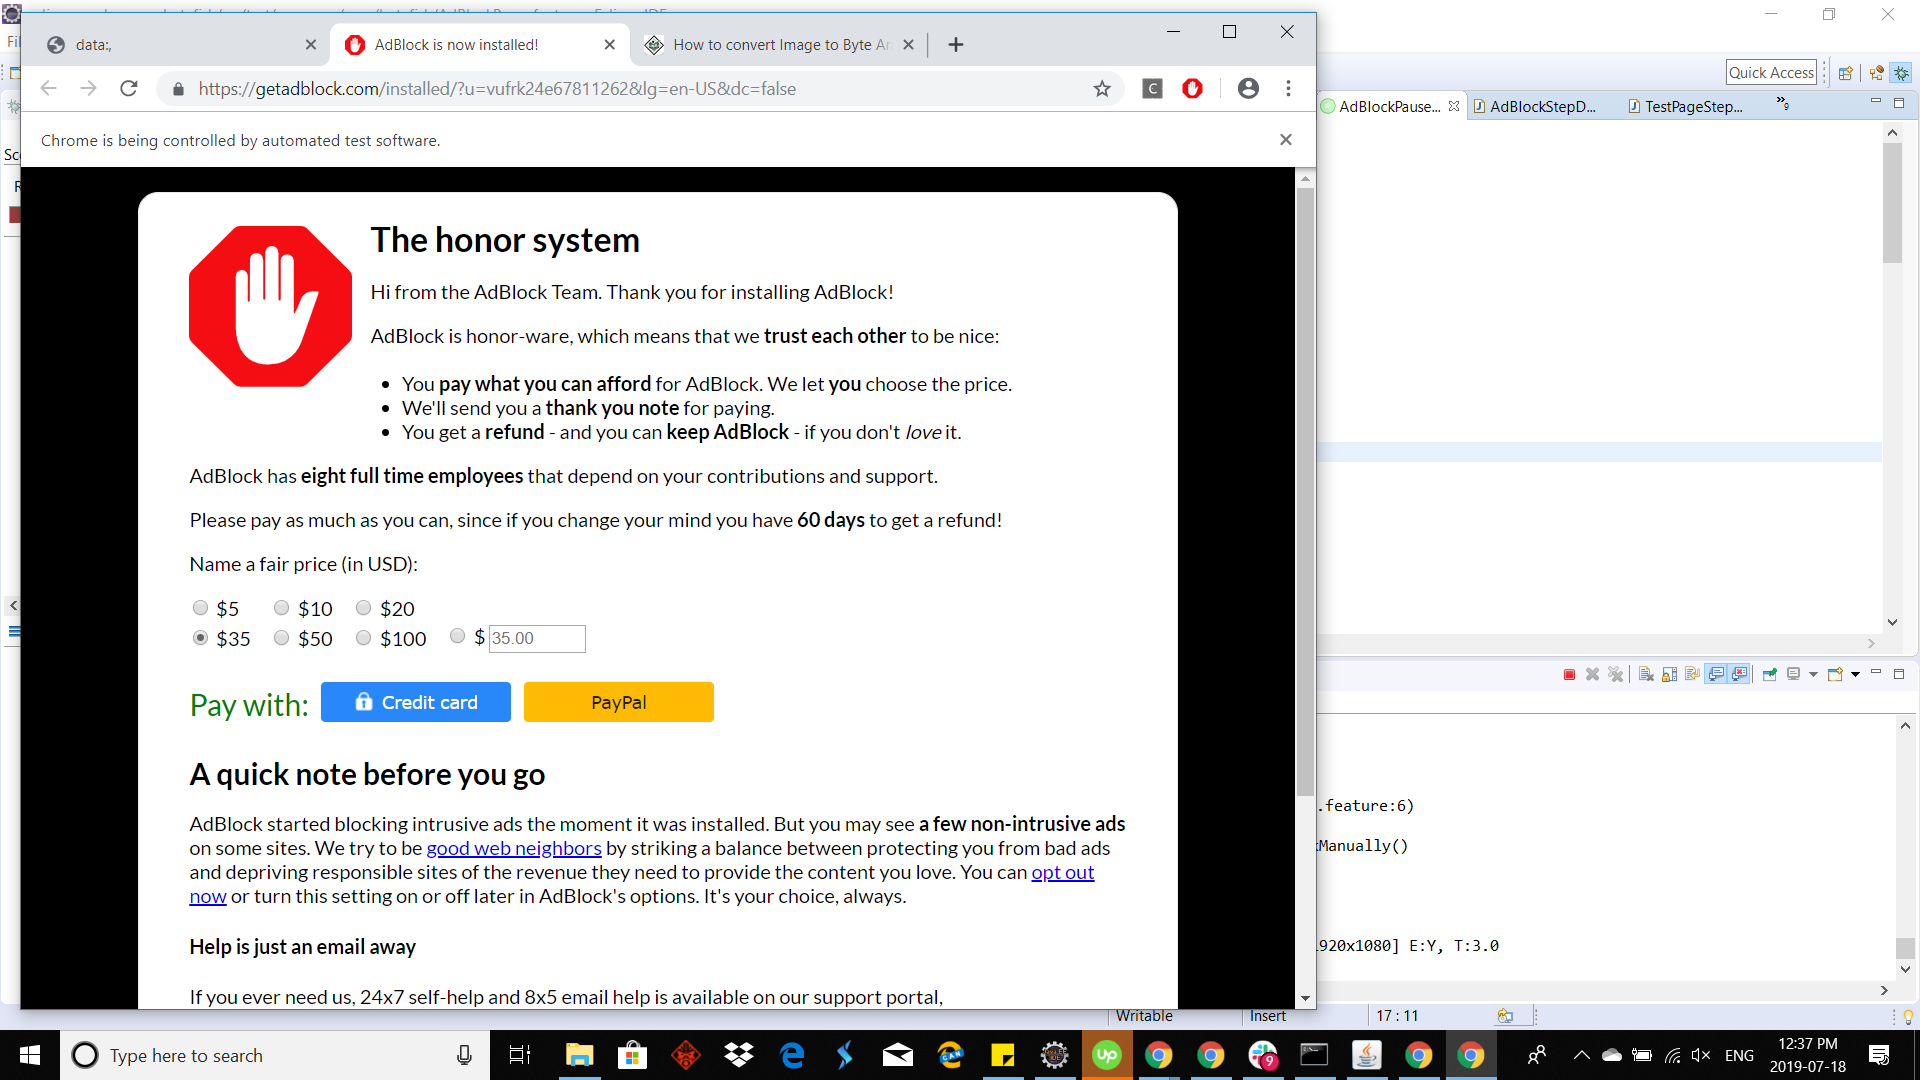 data:,
AdBlock is now installed!
How to convert Image to Byte Ar
https://getadblock.com/installed/?u=vufrk24e67811262&lg=en-US&dc=false
C
Chrome is being controlled by automated test software.
Quick Access
AdBlockPause...
AdBlockStepD...
TestPageStep...
The honor system
Hi from the AdBlock Team. Thank you for installing AdBlock!
AdBlock is honor-ware, which means that we trust each other to be nice:
You pay what you can afford for AdBlock. We let you choose the price.
We'll send you a thank you note for paying.
You get a refund - and you can keep AdBlock - if you don't love it.
AdBlock has eight full time employees that depend on your contributions and support.
Please pay as much as you can, since if you change your mind you have 60 days to get a refund!
Name a fair price (in USD):
$5 $10 $20
$35 $50 $100 $ 35.00
Pay with: Credit card PayPal
A quick note before you go
AdBlock started blocking intrusive ads the moment it was installed. But you may see a few non-intrusive ads
on some sites. We try to be good web neighbors by striking a balance between protecting you from bad ads
and depriving responsible sites of the revenue they need to provide the content you love. You can opt out
now or turn this setting on or off later in AdBlock's options. It's your choice, always.
Help is just an email away
If you ever need us, 24x7 self-help and 8x5 email help is available on our support portal,
.feature:6)
Manually()
920x1080] E:Y, T:3.0
Writable Insert 17 : 11
Type here to search
Up
9
ENG
12:37 PM
2019-07-18